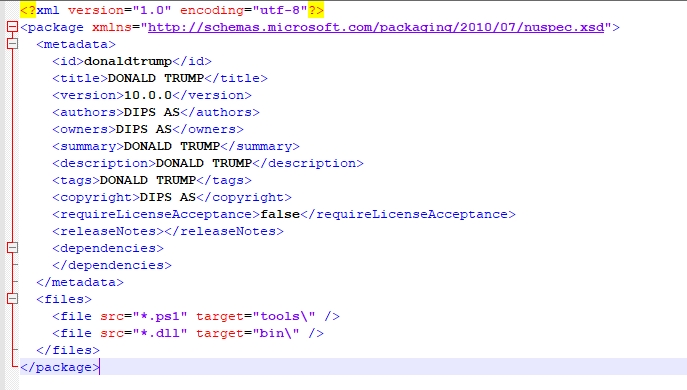 <?xml version="1.0" encoding="utf-8"?>
<package xmlns="http://schemas.microsoft.com/packaging/2010/07/nuspec.xsd">
<metadata>
<id>donaldtrump</id>
<title>DONALD TRUMP</title>
<version>10.0.0</version>
<authors>DIPS AS</authors>
<owners>DIPS AS</owners>
<summary>DONALD TRUMP</summary>
<description>DONALD TRUMP</description>
<tags>DONALD TRUMP</tags>
<copyright>DIPS AS</copyright>
<requireLicenseAcceptance>false</requireLicenseAcceptance>
<releaseNotes></releaseNotes>
<dependencies>
</dependencies>
</metadata>
<files>
<file src="*.ps1" target="tools\" />
<file src="*.dll" target="bin\" />
</files>
</package>